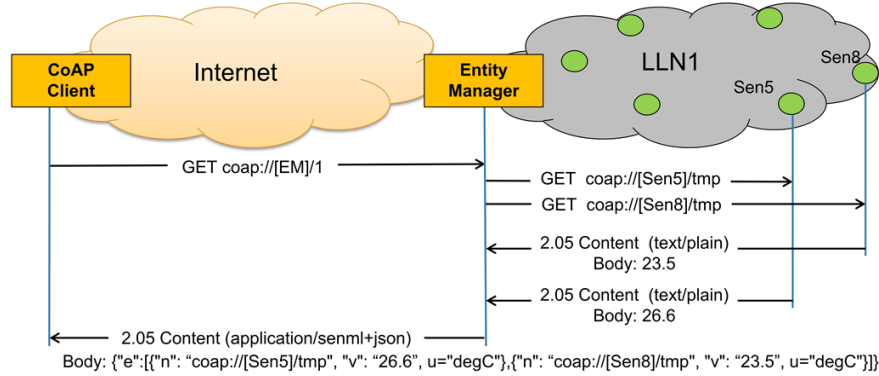 CoAP
Client
Internet
Entity
Manager
LLN1
Sen8
Sen5
GET coap://[EM]/1
GET coap://[Sen5]/tmp
GET coap://[Sen8]/tmp
2.05 Content (text/plain)
Body: 23.5
2.05 Content (text/plain)
Body: 26.6
2.05 Content (application/senml+json)
Body: {"e":[{"n": “coap://[Sen5]/tmp", "v": “26.6”, u="degC"},{"n": “coap://[Sen8]/tmp", "v": “23.5”, u="degC"}]}